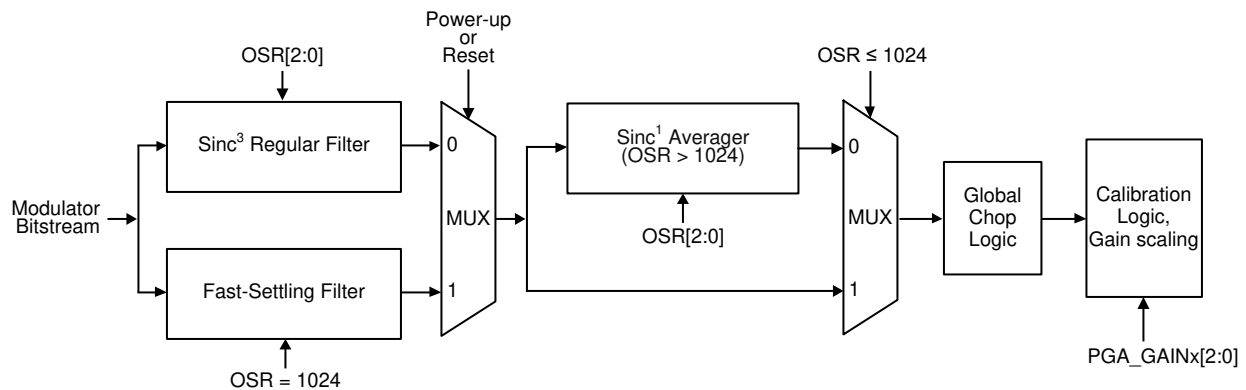 Power-up
or
Reset
OSR[2:0]
OSR ≤ 1024
Sinc³ Regular Filter
0
Sinc¹ Averager
(OSR > 1024)
0
Modulator
Bitstream
MUX
OSR[2:0]
MUX
Global
Chop
Logic
Calibration
Logic,
Gain scaling
Fast-Settling Filter
1
1
OSR = 1024
PGA_GAINx[2:0]